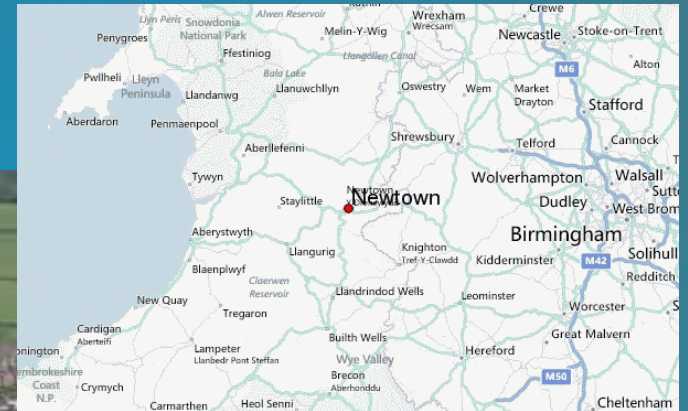 Llyn Peris
Snowdonia
National Park
Alwen Reservoir
Ruthin
Wrexham
Wrecsam
Crewe
Penygroes
Melin-Y-Wig
Newcastle
Stoke-on-Trent
Ffestiniog
Llangollen Canal
M6
Alton
Pwllheli
Lleyn
Peninsula
Bala Lake
Llandanwg
Llanuwchllyn
Oswestry
Wem
Market
Drayton
Stafford
Aberdaron
Penmaenpool
Shrewsbury
Telford
Cannock
Aberllefenni
Tywyn
Wolverhampton
Walsall
Staylittle
Newtown
Newtown
Dudley
West Brom
Aberystwyth
Birmingham
Llangurig
Knighton
Tref-Y-Clawdd
Kidderminster
M42
Solihull
Blaenplwyf
Claerwen
Reservoir
Redditch
New Quay
Llandrindod Wells
Leominster
Tregaron
Worcester
Cardigan
Aberteifi
Builth Wells
Great Malvern
Lampeter
Llanbedr Pont Steffan
Wye Valley
Hereford
onington
embrokeshire
Coast
N.P.
Crymych
Brecon
Aberhonddu
M50
Carmarthen
Heol Senni
Cheltenham